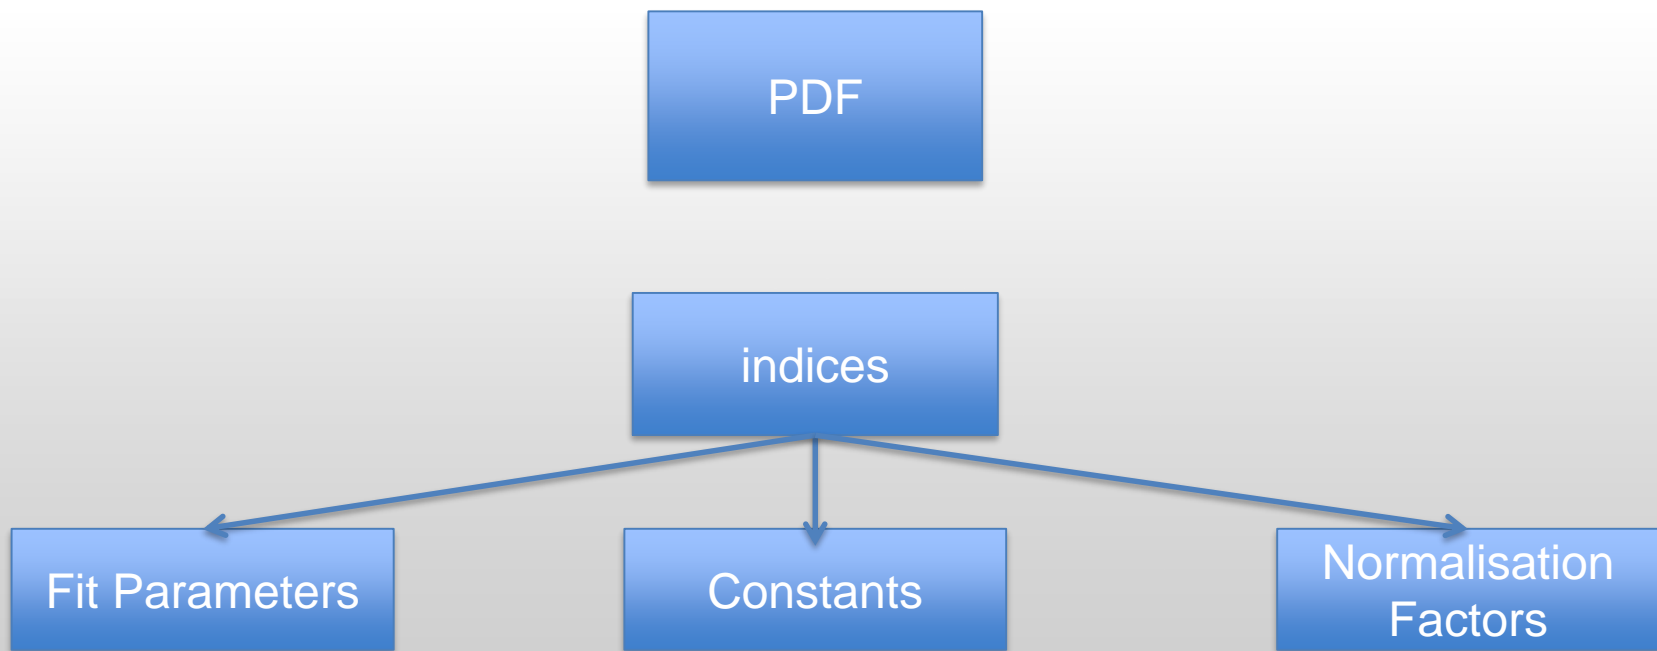 PDF
indices
Fit Parameters
Constants
Normalisation
Factors